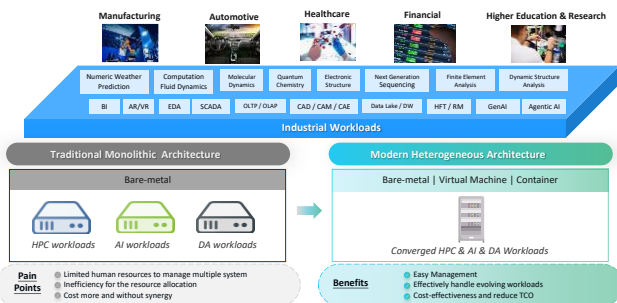 Manufacturing
Automotive
Healthcare
Financial
Higher Education & Research
Numeric Weather
Prediction
Computation
Fluid Dynamics
Molecular
Dynamics
Quantum
Chemistry
Electronic
Structure
Next Generation
Sequencing
Finite Element
Analysis
Dynamic Structure
Analysis
BI
AR/VR
EDA
SCADA
OLTP / OLAP
CAD / CAM / CAE
Data Lake / DW
HFT / RM
GenAI
Agentic AI
Industrial Workloads
Traditional Monolithic Architecture
Bare-metal
HPC workloads
AI workloads
DA workloads
Pain
Points
Limited human resources to manage multiple system
Inefficiency for the resource allocation
Cost more and without synergy
Modern Heterogeneous Architecture
Bare-metal | Virtual Machine | Container
Converged HPC & AI & DA Workloads
Benefits
Easy Management
Effectively handle evolving workloads
Cost-effectiveness and reduce TCO